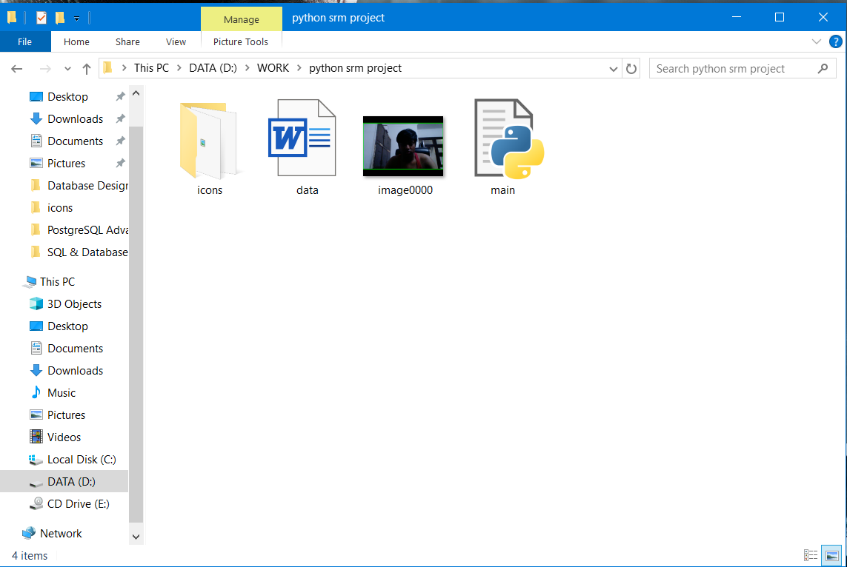 Manage
python srm project
File
Home
Share
View
Picture Tools
This PC
DATA (D:)
WORK
python srm project
Search python srm project
Desktop
Downloads
Documents
Pictures
Database Design
icons
PostgreSQL Adva
SQL & Database
This PC
3D Objects
Desktop
Documents
Downloads
Music
Pictures
Videos
Local Disk (C:)
DATA (D:)
CD Drive (E:)
Network
W
icons
data
image0000
main
4 items